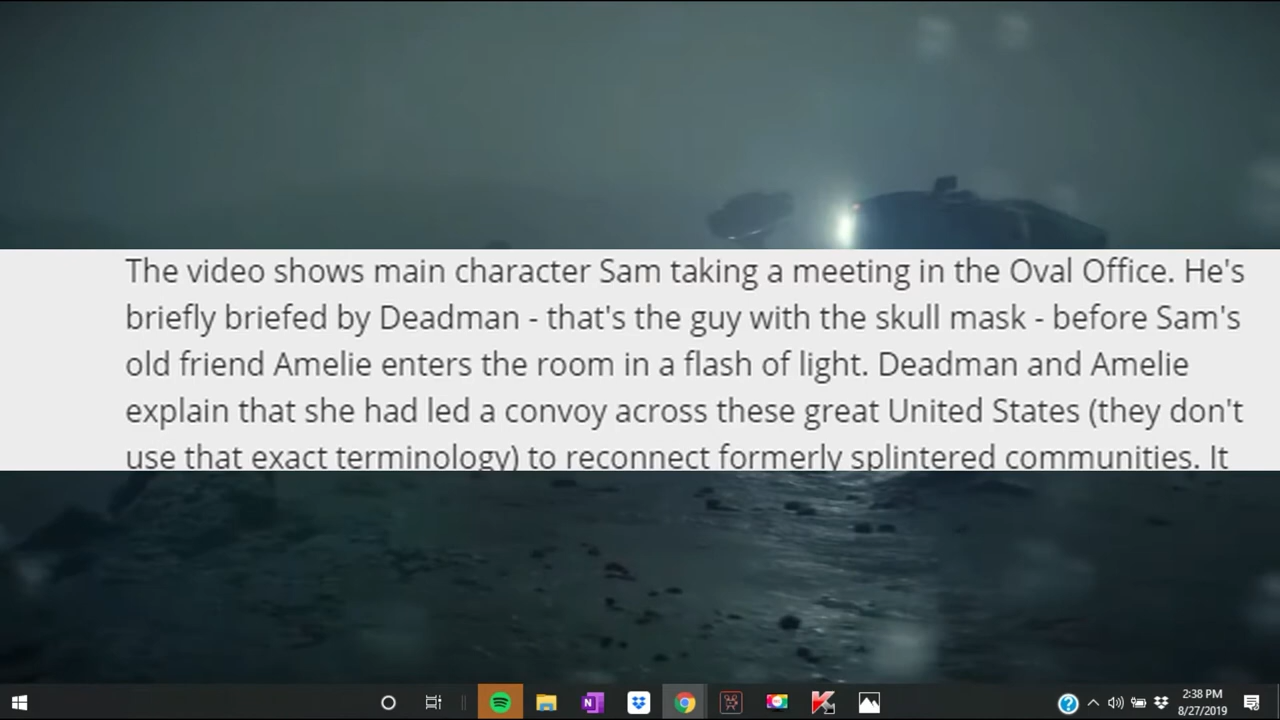 The video shows main character Sam taking a meeting in the Oval Office. He's
briefly briefed by Deadman - that's the guy with the skull mask - before Sam's
old friend Amelie enters the room in a flash of light. Deadman and Amelie
explain that she had led a convoy across these great United States (they don't
use that exact terminology) to reconnect formerly splintered communities. It
2:38 PM
8/27/2019